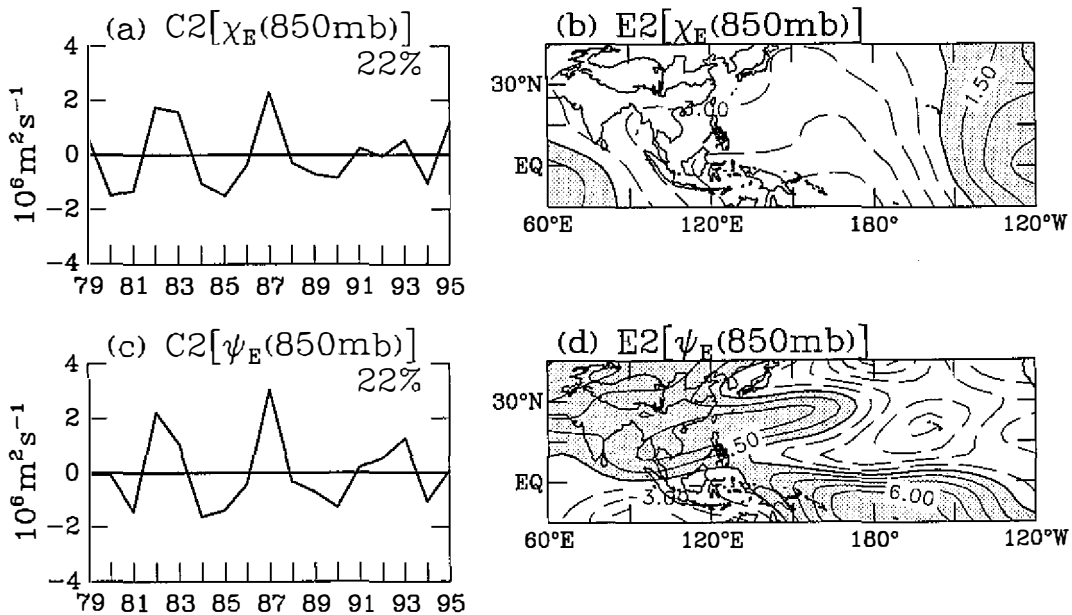 (a) C2[χE(850mb)]
22%
4
2
0
−2
−4
10⁶m²s⁻¹
79 81 83 85 87 89 91 93 95
(b) E2[χE(850mb)]
30°N
EQ
3.00
1.50
60°E 120°E 180° 120°W
(c) C2[ψE(850mb)]
22%
4
2
0
−2
−4
10⁶m²s⁻¹
79 81 83 85 87 89 91 93 95
(d) E2[ψE(850mb)]
30°N
EQ
.50
3.00
6.00
60°E 120°E 180° 120°W